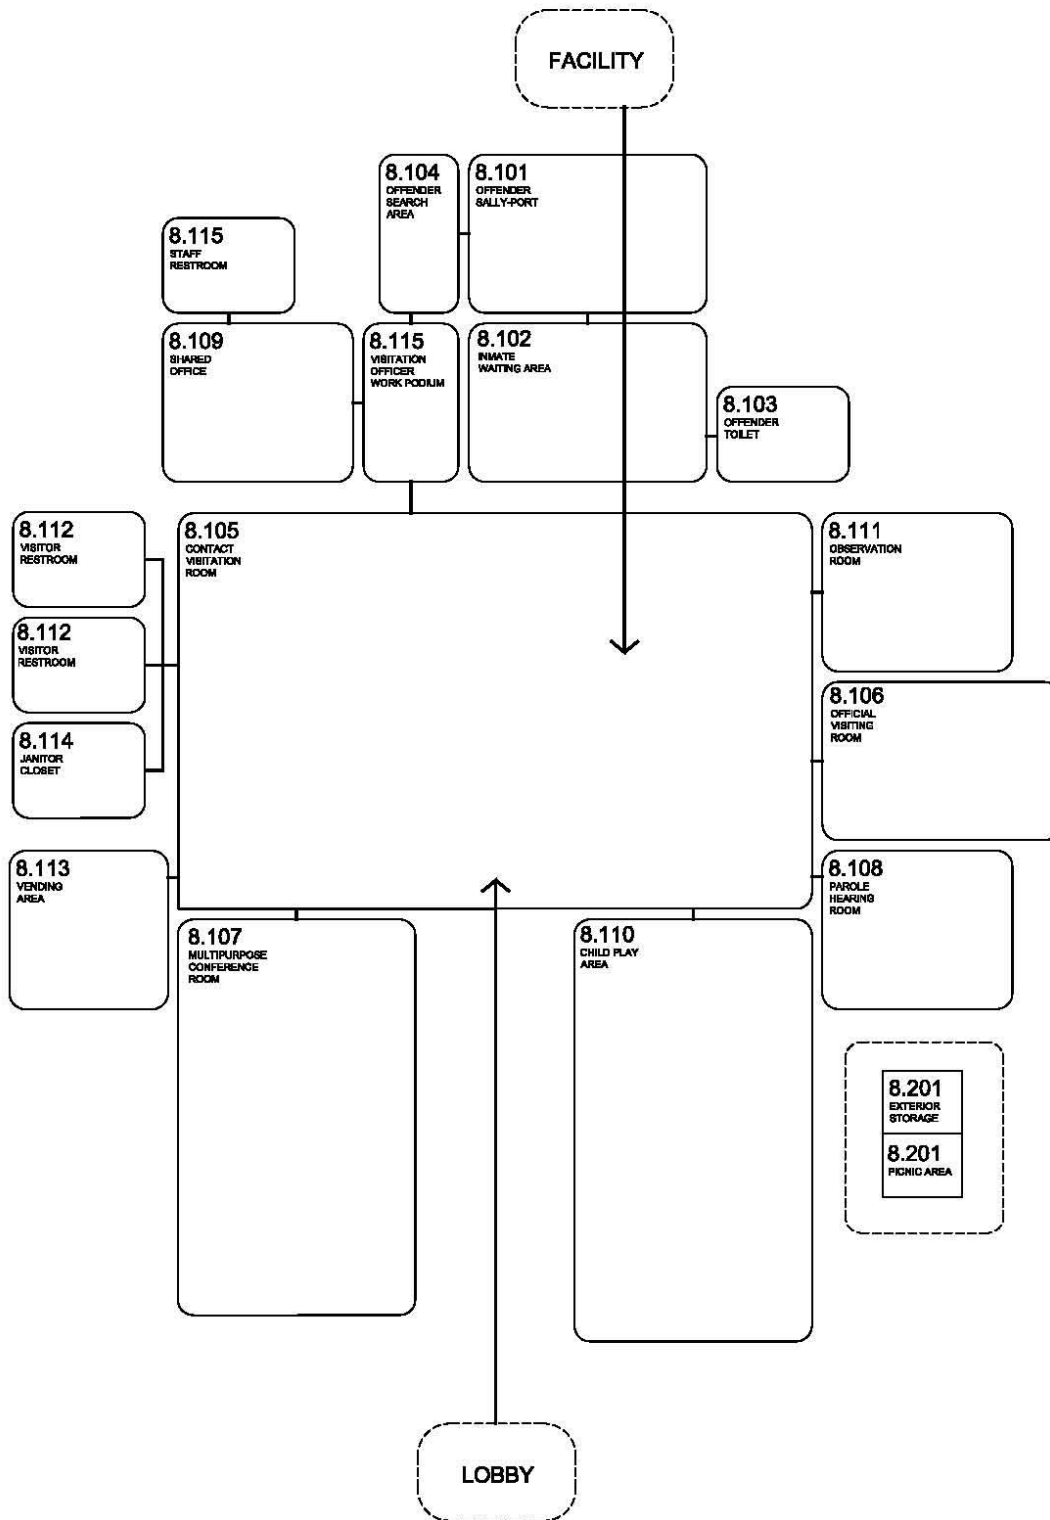 FACILITY
8.104
OFFENDER
SEARCH
AREA
8.101
OFFENDER
SALLY-PORT
8.115
STAFF
RESTROOM
8.109
SHARED
OFFICE
8.115
VISITATION
OFFICER
WORK PODIUM
8.102
INMATE
WAITING AREA
8.103
OFFENDER
TOILET
8.112
VISITOR
RESTROOM
8.105
CONTACT
VISITATION
ROOM
8.111
OBSERVATION
ROOM
8.112
VISITOR
RESTROOM
8.106
OFFICIAL
VISITING
ROOM
8.114
JANITOR
CLOSET
8.113
VENDING
AREA
8.108
PAROLE
HEARING
ROOM
8.107
MULTIPURPOSE
CONFERENCE
ROOM
8.110
CHILD PLAY
AREA
8.201
EXTERIOR
STORAGE
8.201
PICNIC AREA
LOBBY